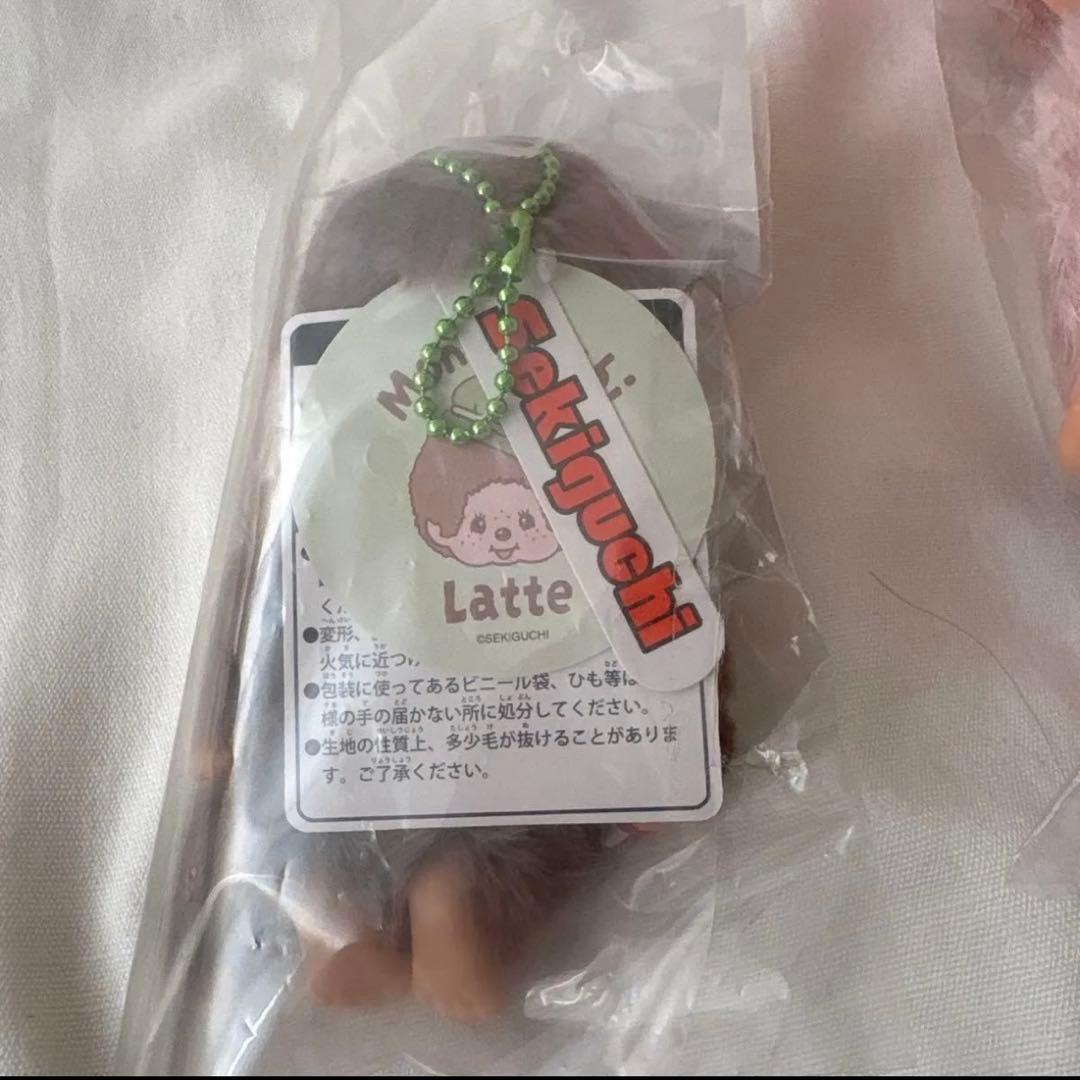 Sekiguchi
Latte
©SEKIGUCHI
変形、
火気に近つ
●包装に使ってあるビニール袋、ひも等は
様の手の届かない所に処分してください。
●生地の性質上、多少毛が抜けることがありま
す。ご了承ください。